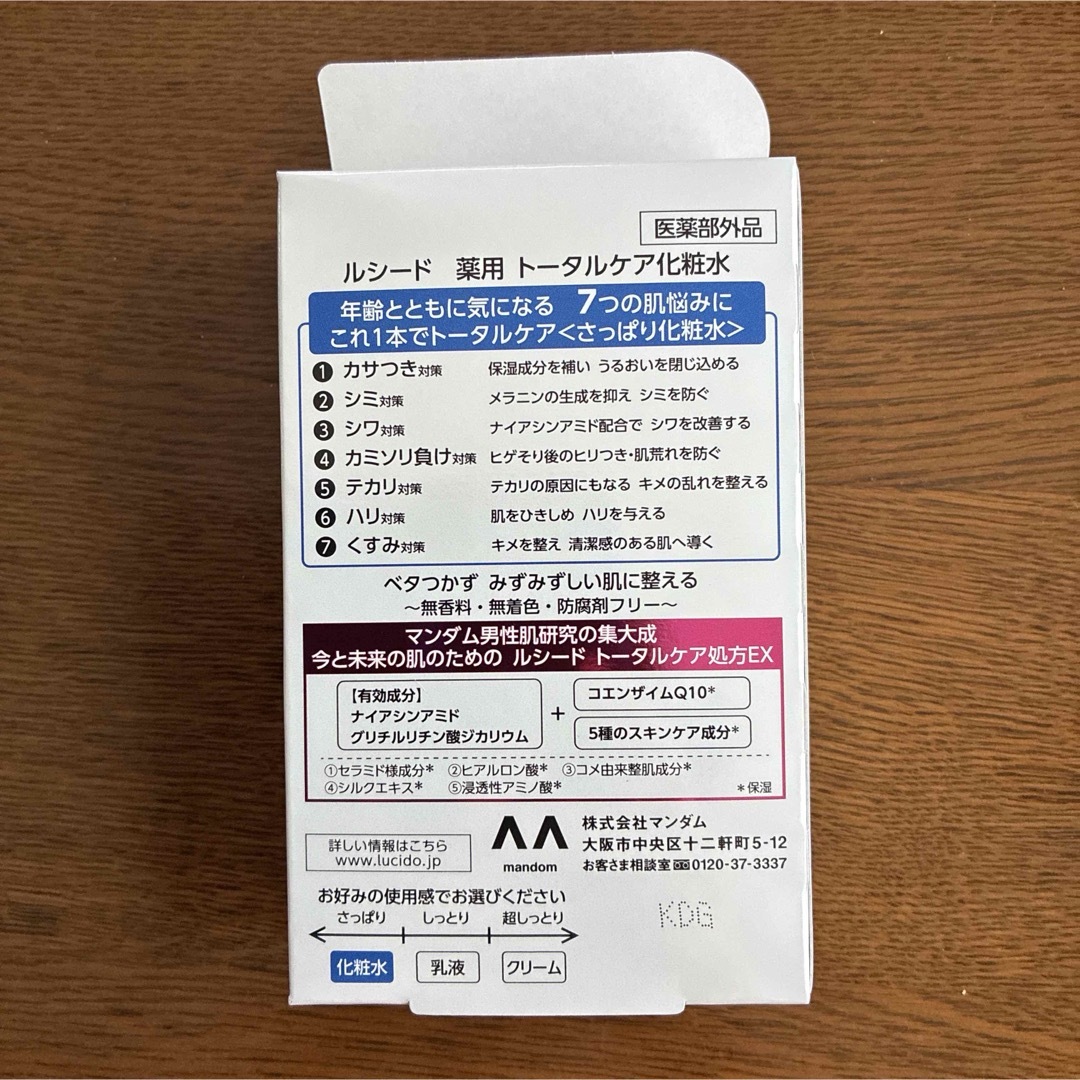 医薬部外品
ルシード 薬用 トータルケア化粧水
年齢とともに気になる 7つの肌悩みに
これ1本でトータルケア<さっぱり化粧水>
❶ カサつき対策 保湿成分を補い うるおいを閉じ込める
❷ シミ対策 メラニンの生成を抑え シミを防ぐ
❸ シワ対策 ナイアシンアミド配合で シワを改善する
❹ カミソリ負け対策 ヒゲそり後のヒリつき・肌荒れを防ぐ
❺ テカリ対策 テカリの原因にもなる キメの乱れを整える
❻ ハリ対策 肌をひきしめ ハリを与える
❼ くすみ対策 キメを整え 清潔感のある肌へ導く
ベタつかず みずみずしい肌に整える
～無香料・無着色・防腐剤フリー～
マンダム男性肌研究の集大成
今と未来の肌のための ルシード トータルケア処方EX
【有効成分】
ナイアシンアミド
グリチルリチン酸ジカリウム
+
コエンザイムQ10*
5種のスキンケア成分*
①セラミド様成分* ②ヒアルロン酸* ③コメ由来整肌成分*
④シルクエキス* ⑤浸透性アミノ酸* *保湿
詳しい情報はこちら
www.lucido.jp
mandom
株式会社マンダム
大阪市中央区十二軒町5-12
お客さま相談室 0120-37-3337
お好みの使用感でお選びください
さっぱり しっとり 超しっとり
化粧水 乳液 クリーム
KDG